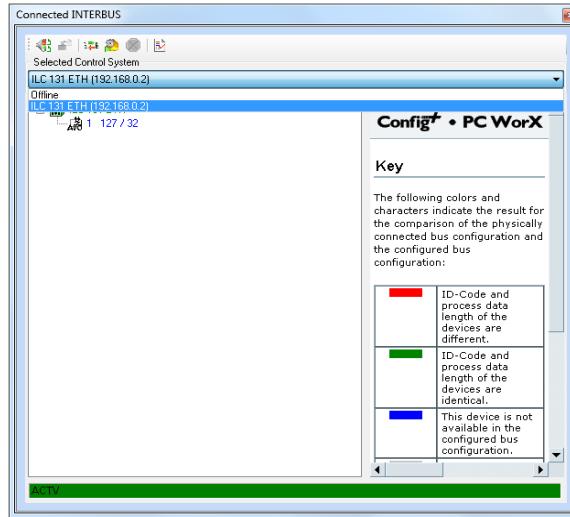 Connected INTERBUS
Selected Control System
ILC 131 ETH (192.168.0.2)
Offline
ILC 131 ETH (192.168.0.2)
1 127 / 32
Config+ • PC WorX
Key
The following colors and
characters indicate the result for
the comparison of the physically
connected bus configuration and
the configured bus
configuration:
ID-Code and
process data
length of the
devices are
different.
ID-Code and
process data
length of the
devices are
identical.
This device is not
available in the
configured bus
configuration.
ACTV